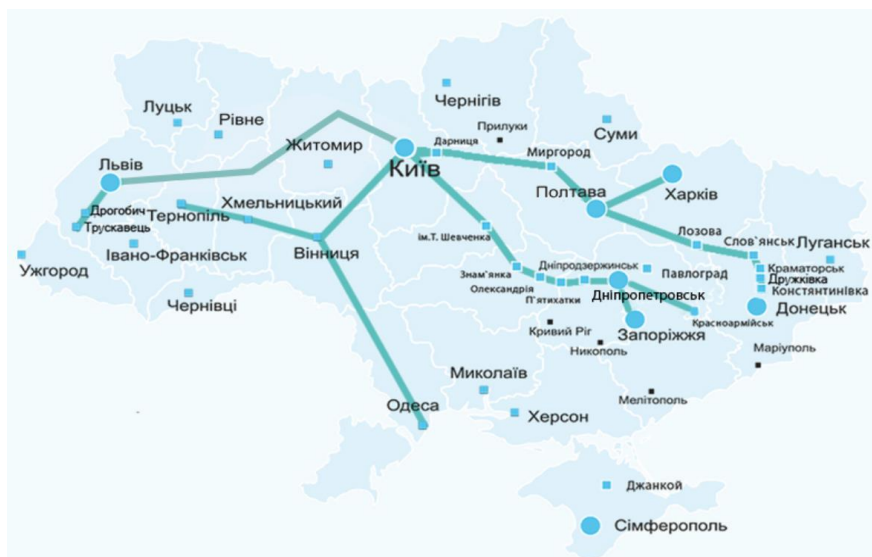 Чернігів
Луцьк
Рівне
Прилуки
Суми
Житомир
Дарниця
Миргород
Львів
Київ
Полтава
Харків
Дрогобич
Тернопіль
Хмельницький
Трускавець
Лозова
ім.Т. Шевченка
Слов`янськ
Луганськ
Івано-Франківськ
Вінниця
Ужгород
Знам'янка
Дніпродзержинськ
Павлоград
Краматорськ
Дружківка
Олександрія
Констянтинівка
Чернівці
П'ятихатки
Дніпропетровськ
Донецьк
Кривий Ріг
Запоріжжя
Красноармійськ
Никополь
Маріуполь
Миколаїв
Мелітополь
Одеса
Херсон
Джанкой
Сімферополь